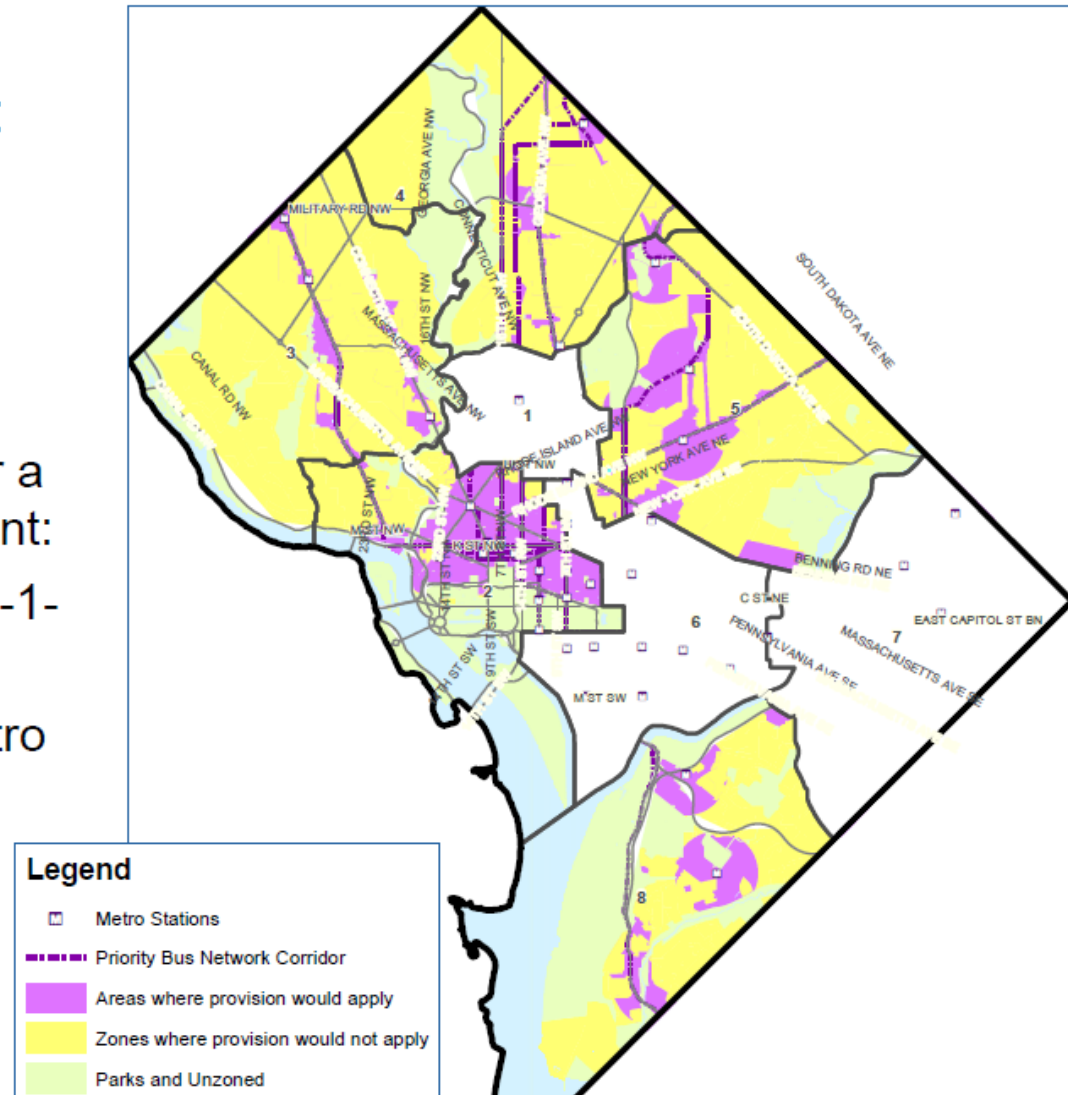 r a
nt:
-1-
tro
GEORGIA AVE NW
4
MILITARY RD NW
CONNECTICUT AVE NW
SOUTH DAKOTA AVE NE
16TH ST NW
MASSACHUSETTS AVE NW
3
CANAL RD NW
1
5
RHODE ISLAND AVE NW
NEW YORK AVE NE
23RD ST NW
M ST NW
K ST NW
14TH ST
2
9TH ST SW
BENNING RD NE
C ST NE
6
7
EAST CAPITOL ST BN
PENNSYLVANIA AVE SE
MASSACHUSETTS AVE SE
M ST SW
8
Legend
Metro Stations
Priority Bus Network Corridor
Areas where provision would apply
Zones where provision would not apply
Parks and Unzoned